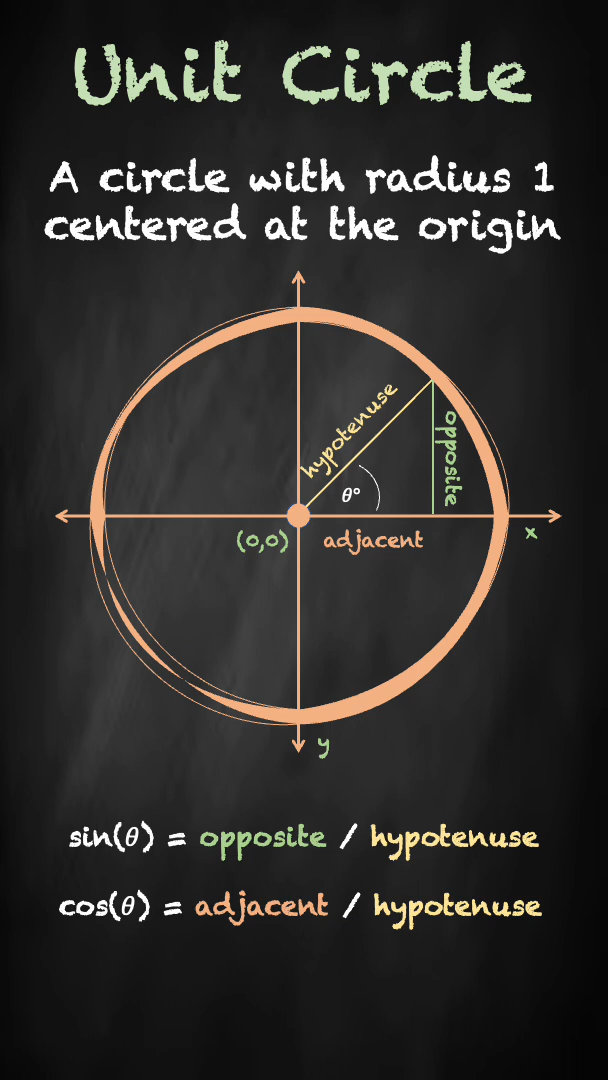 Unit Circle
A circle with radius 1
centered at the origin
hypotenuse
opposite
θ°
(0,0)
adjacent
x
y
sin(θ) = opposite / hypotenuse
cos(θ) = adjacent / hypotenuse